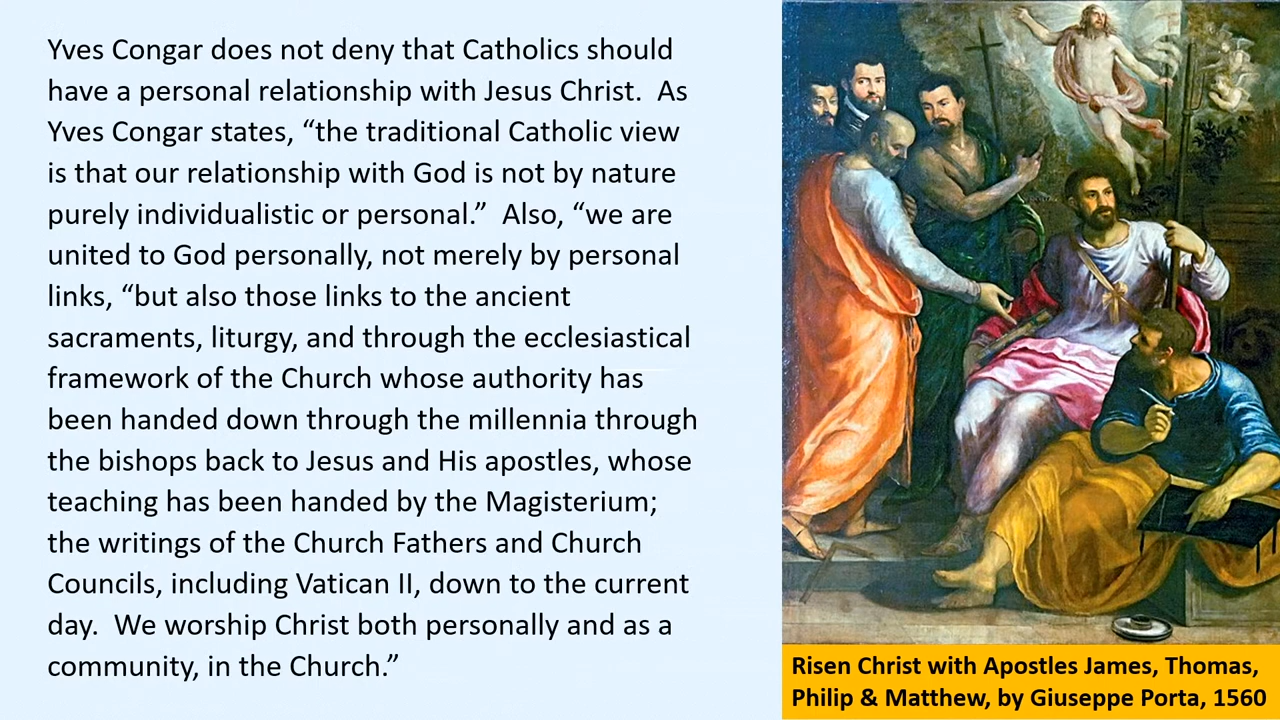 Yves Congar does not deny that Catholics should
have a personal relationship with Jesus Christ.  As
Yves Congar states, “the traditional Catholic view
is that our relationship with God is not by nature
purely individualistic or personal.”  Also, “we are
united to God personally, not merely by personal
links, “but also those links to the ancient
sacraments, liturgy, and through the ecclesiastical
framework of the Church whose authority has
been handed down through the millennia through
the bishops back to Jesus and His apostles, whose
teaching has been handed by the Magisterium;
the writings of the Church Fathers and Church
Councils, including Vatican II, down to the current
day.  We worship Christ both personally and as a
community, in the Church.”
Risen Christ with Apostles James, Thomas,
Philip & Matthew, by Giuseppe Porta, 1560